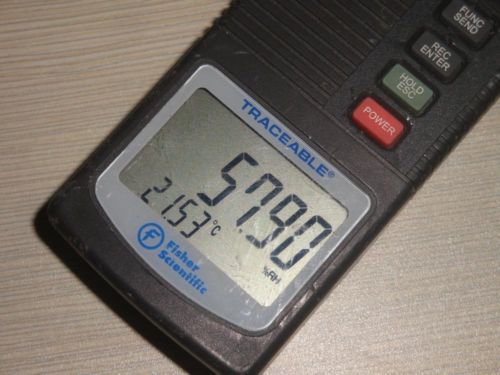 FUNC
SEND
REC
ENTER
HOLD
ESC
POWER
TRACEABLE®
57.90
%RH
21.53 °C
F Fisher
Scientific